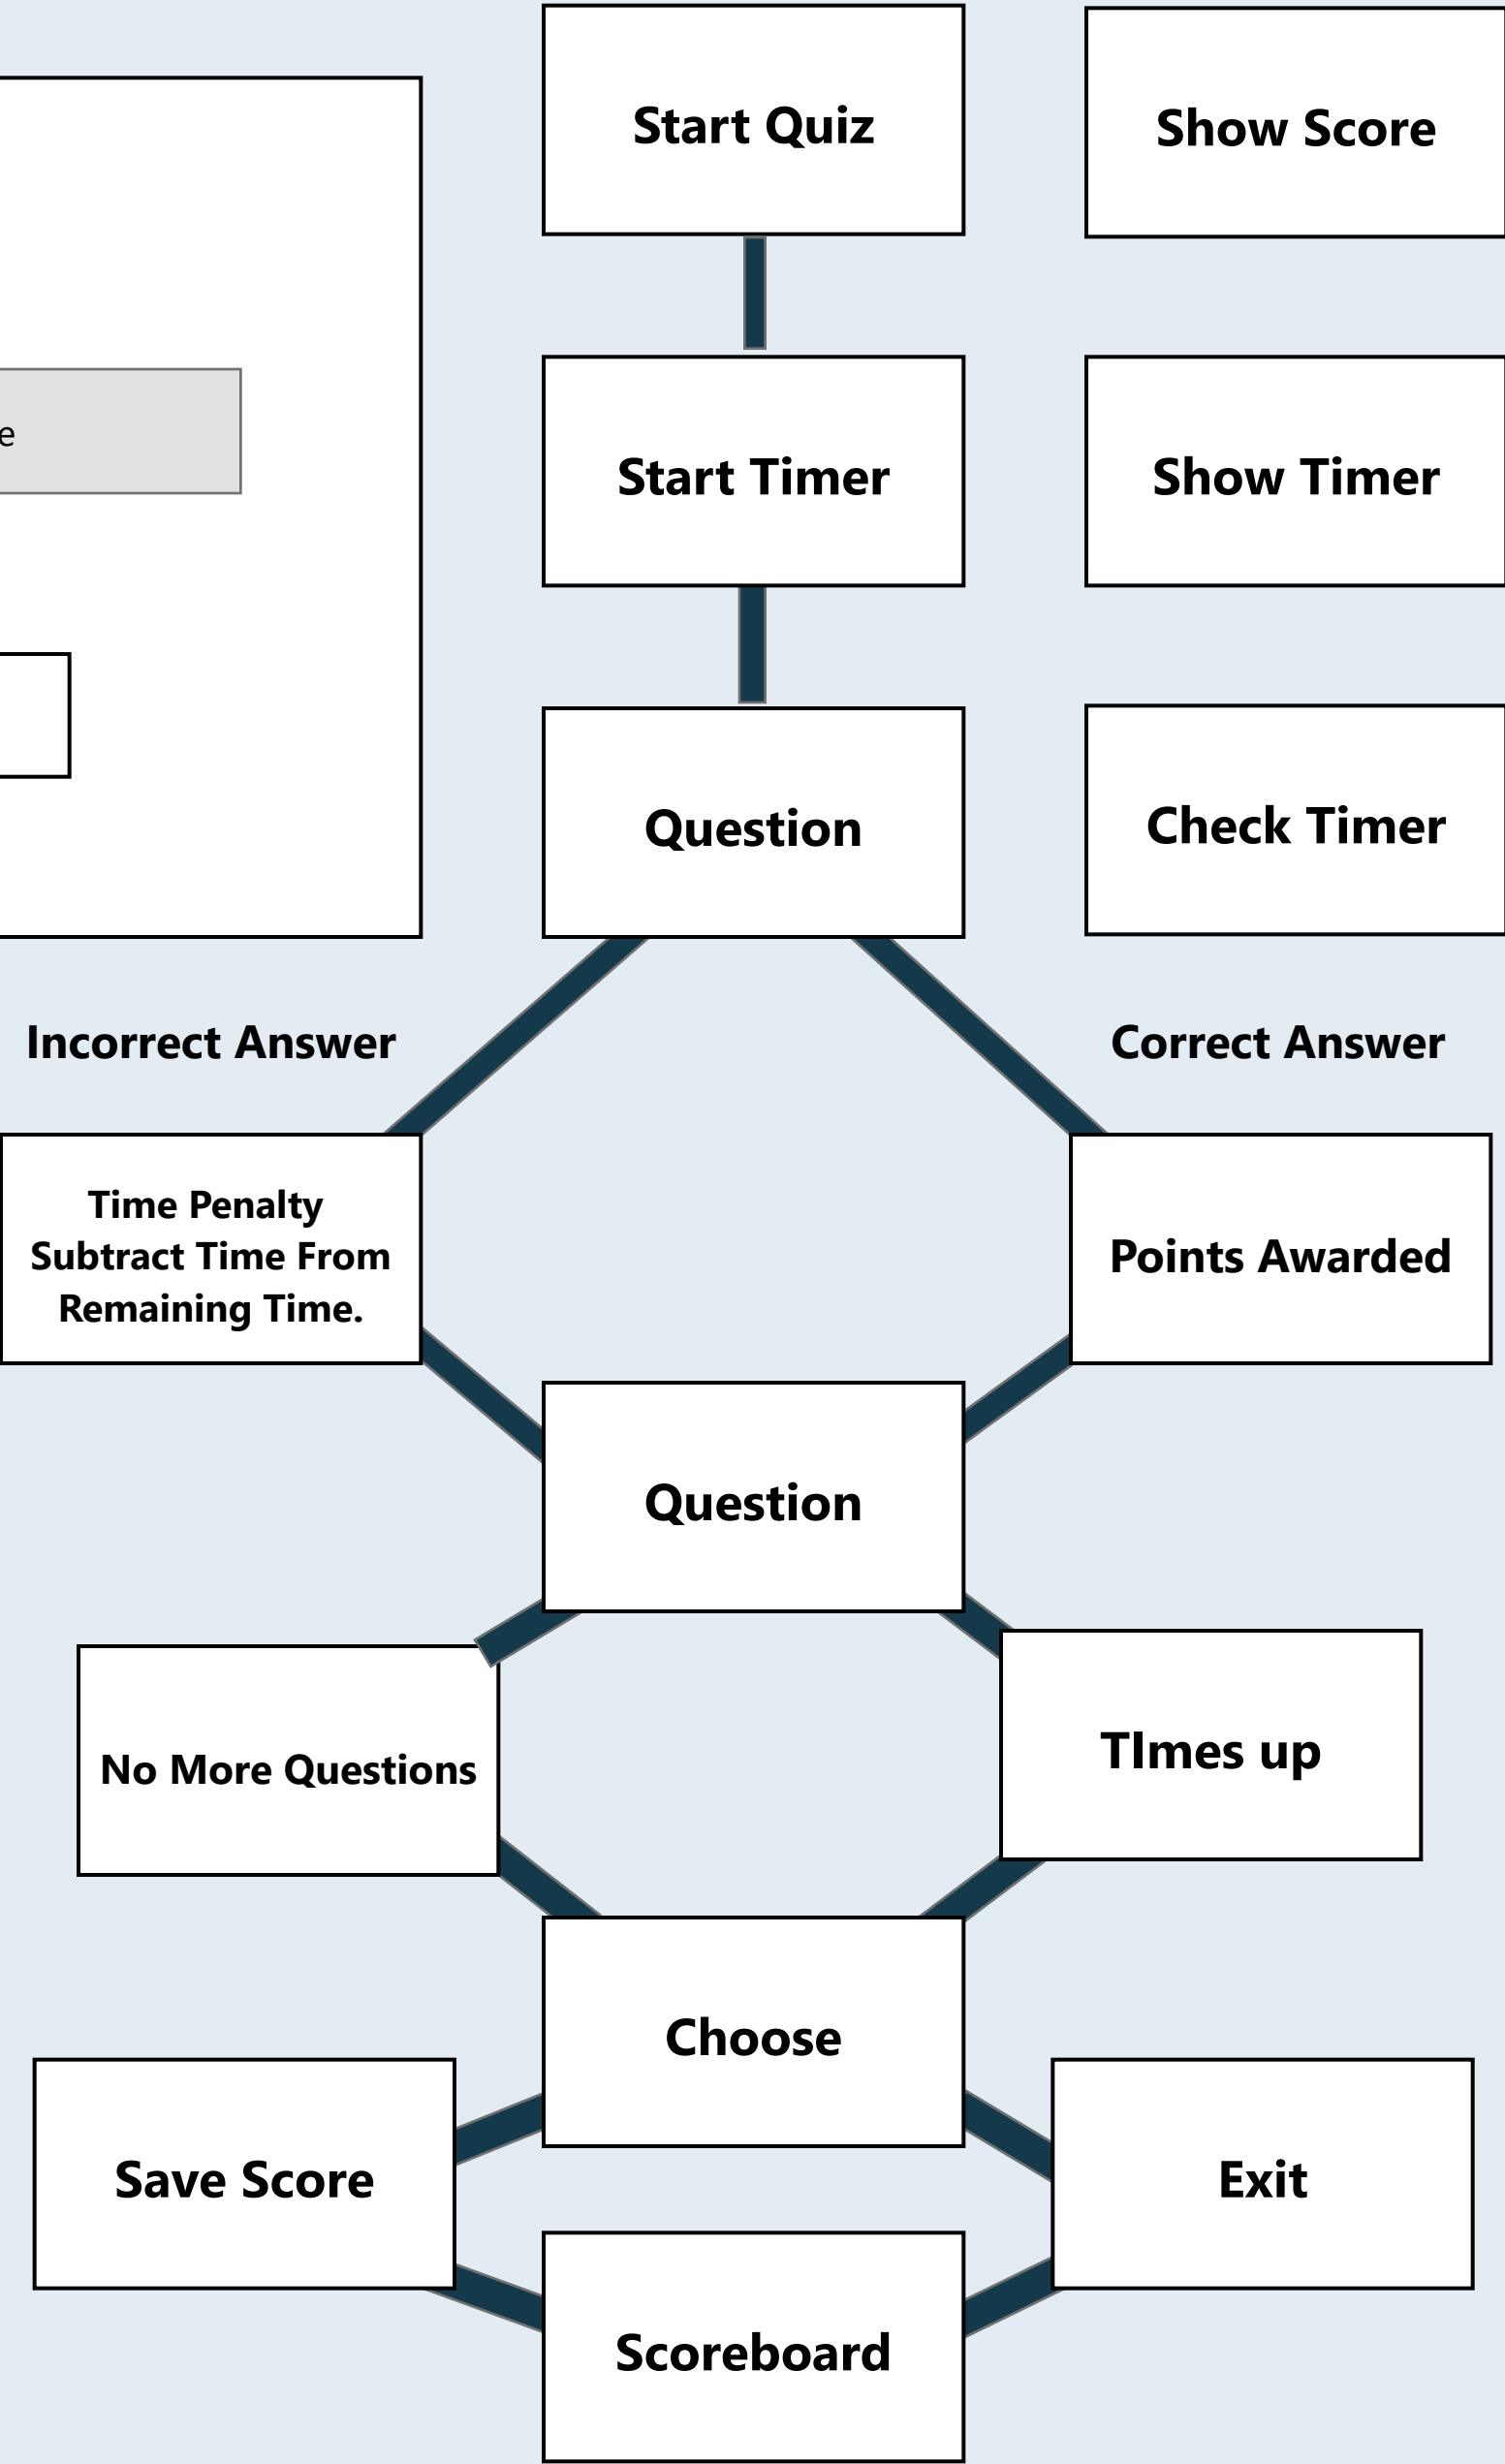 Start Quiz
Show Score
e
Start Timer
Show Timer
Question
Check Timer
Incorrect Answer
Correct Answer
Time Penalty
Subtract Time From
Remaining Time.
Points Awarded
Question
No More Questions
TImes up
Choose
Save Score
Exit
Scoreboard